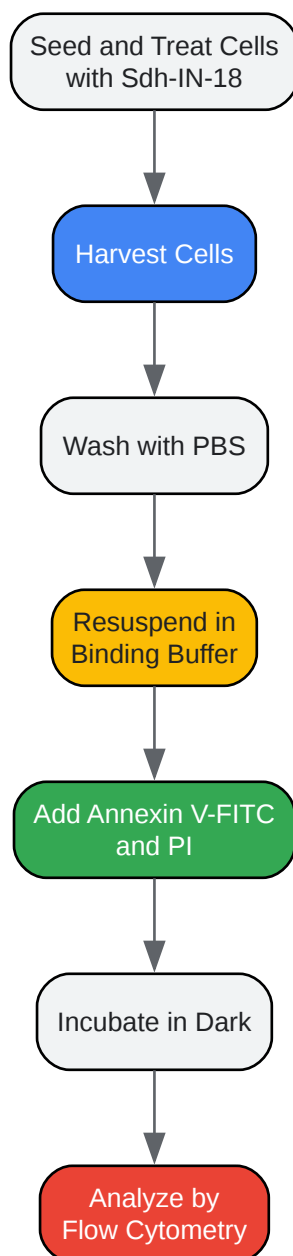 Seed and Treat Cells
with Sdh-IN-18
Harvest Cells
Wash with PBS
Resuspend in
Binding Buffer
Add Annexin V-FITC
and PI
Incubate in Dark
Analyze by
Flow Cytometry